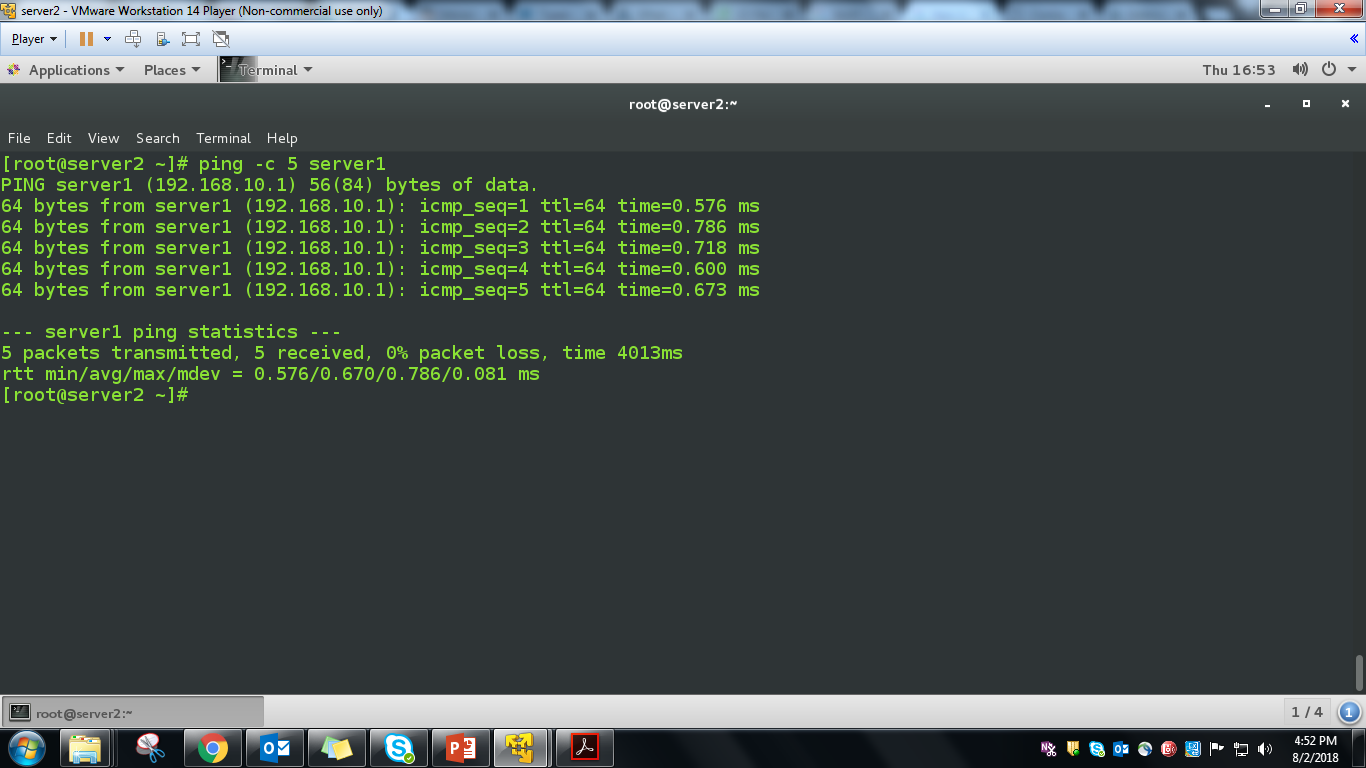 server2 - VMware Workstation 14 Player (Non-commercial use only)
Player
Applications Places Terminal Thu 16:53
root@server2:~
File Edit View Search Terminal Help
[root@server2 ~]# ping -c 5 server1
PING server1 (192.168.10.1) 56(84) bytes of data.
64 bytes from server1 (192.168.10.1): icmp_seq=1 ttl=64 time=0.576 ms
64 bytes from server1 (192.168.10.1): icmp_seq=2 ttl=64 time=0.786 ms
64 bytes from server1 (192.168.10.1): icmp_seq=3 ttl=64 time=0.718 ms
64 bytes from server1 (192.168.10.1): icmp_seq=4 ttl=64 time=0.600 ms
64 bytes from server1 (192.168.10.1): icmp_seq=5 ttl=64 time=0.673 ms
--- server1 ping statistics ---
5 packets transmitted, 5 received, 0% packet loss, time 4013ms
rtt min/avg/max/mdev = 0.576/0.670/0.786/0.081 ms
[root@server2 ~]#
root@server2:~ 1 / 4 1
4:52 PM
8/2/2018